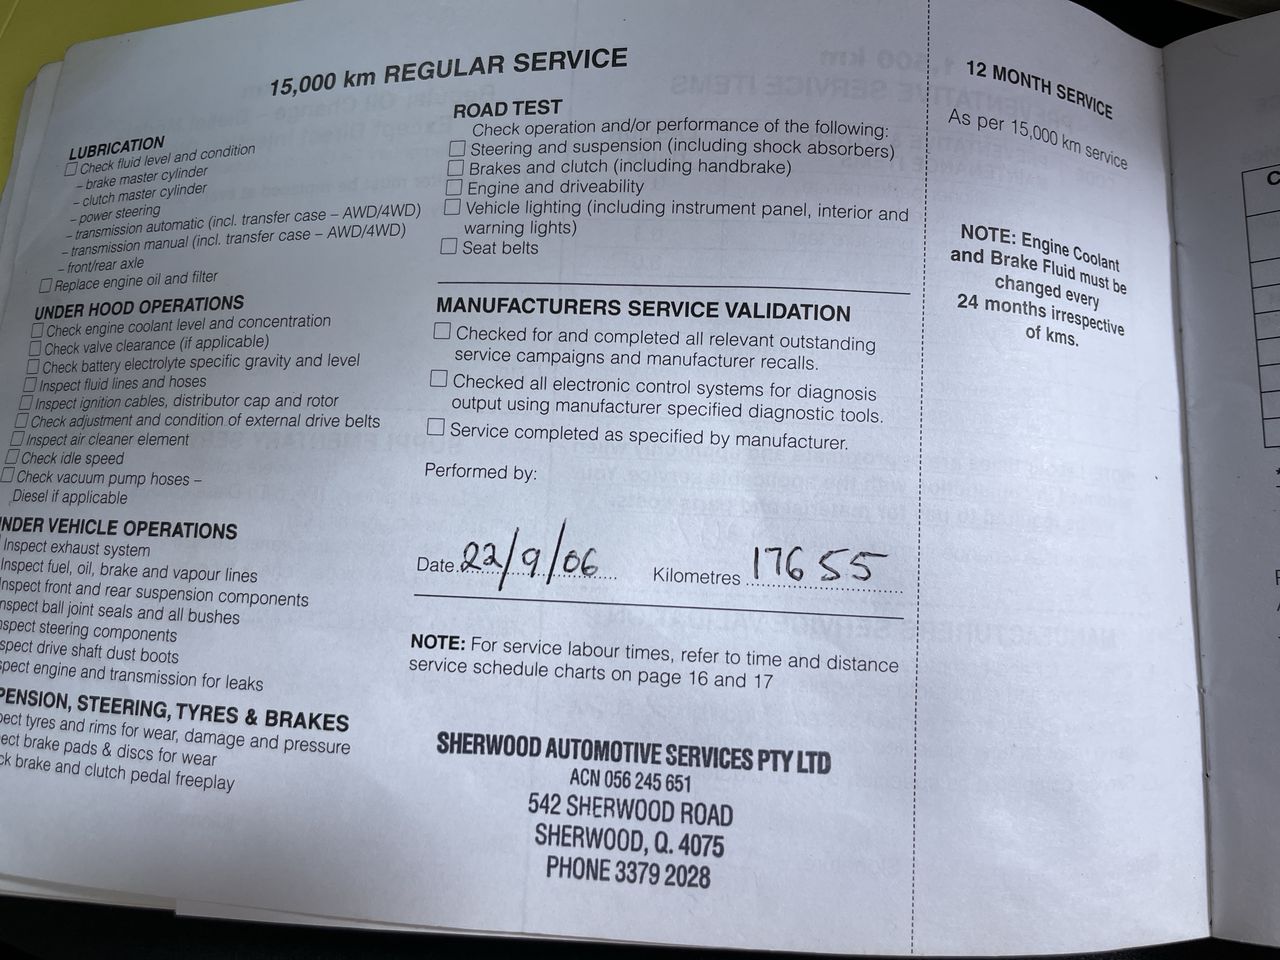 15,000 km REGULAR SERVICE
LUBRICATION
Check fluid level and condition
– brake master cylinder
– clutch master cylinder
– power steering
– transmission automatic (incl. transfer case – AWD/4WD)
– transmission manual (incl. transfer case – AWD/4WD)
– front/rear axle
Replace engine oil and filter
UNDER HOOD OPERATIONS
Check engine coolant level and concentration
Check valve clearance (if applicable)
Check battery electrolyte specific gravity and level
Inspect fluid lines and hoses
Inspect ignition cables, distributor cap and rotor
Check adjustment and condition of external drive belts
Inspect air cleaner element
Check idle speed
Check vacuum pump hoses –
Diesel if applicable
NDER VEHICLE OPERATIONS
Inspect exhaust system
Inspect fuel, oil, brake and vapour lines
nspect front and rear suspension components
nspect ball joint seals and all bushes
nspect steering components
spect drive shaft dust boots
spect engine and transmission for leaks
PENSION, STEERING, TYRES & BRAKES
pect tyres and rims for wear, damage and pressure
ect brake pads & discs for wear
ck brake and clutch pedal freeplay
ROAD TEST
Check operation and/or performance of the following:
Steering and suspension (including shock absorbers)
Brakes and clutch (including handbrake)
Engine and driveability
Vehicle lighting (including instrument panel, interior and
warning lights)
Seat belts
MANUFACTURERS SERVICE VALIDATION
Checked for and completed all relevant outstanding
service campaigns and manufacturer recalls.
Checked all electronic control systems for diagnosis
output using manufacturer specified diagnostic tools.
Service completed as specified by manufacturer.
Performed by:
Date 22/9/06 Kilometres 17655
NOTE: For service labour times, refer to time and distance
service schedule charts on page 16 and 17
SHERWOOD AUTOMOTIVE SERVICES PTY LTD
ACN 056 245 651
542 SHERWOOD ROAD
SHERWOOD, Q. 4075
PHONE 3379 2028
12 MONTH SERVICE
As per 15,000 km service
NOTE: Engine Coolant
and Brake Fluid must be
changed every
24 months irrespective
of kms.